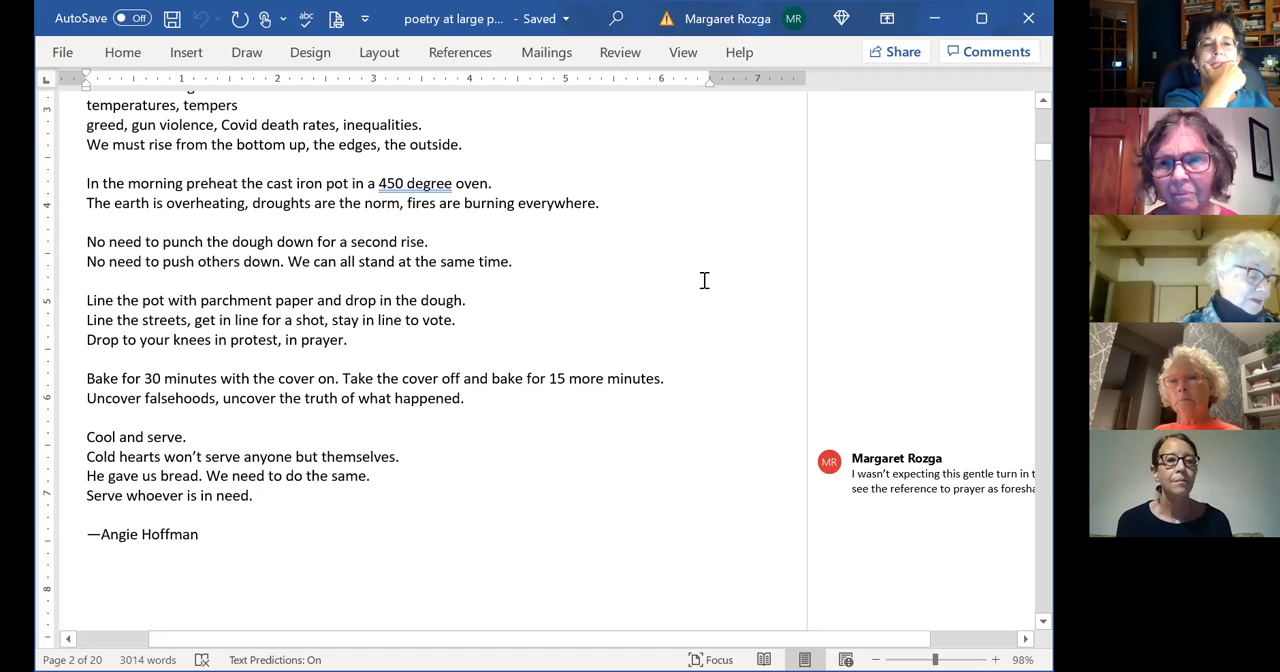 AutoSave Off poetry at large p... - Saved Margaret Rozga MR
File Home Insert Draw Design Layout References Mailings Review View Help Share Comments
1 2 3 4 5 6 7
temperatures, tempers
greed, gun violence, Covid death rates, inequalities.
We must rise from the bottom up, the edges, the outside.
In the morning preheat the cast iron pot in a 450 degree oven.
The earth is overheating, droughts are the norm, fires are burning everywhere.
No need to punch the dough down for a second rise.
No need to push others down. We can all stand at the same time.
Line the pot with parchment paper and drop in the dough.
Line the streets, get in line for a shot, stay in line to vote.
Drop to your knees in protest, in prayer.
Bake for 30 minutes with the cover on. Take the cover off and bake for 15 more minutes.
Uncover falsehoods, uncover the truth of what happened.
Cool and serve.
Cold hearts won't serve anyone but themselves.
He gave us bread. We need to do the same.
Serve whoever is in need.
—Angie Hoffman
MR Margaret Rozga
I wasn't expecting this gentle turn in t
see the reference to prayer as foresha
Page 2 of 20 3014 words Text Predictions: On Focus 98%